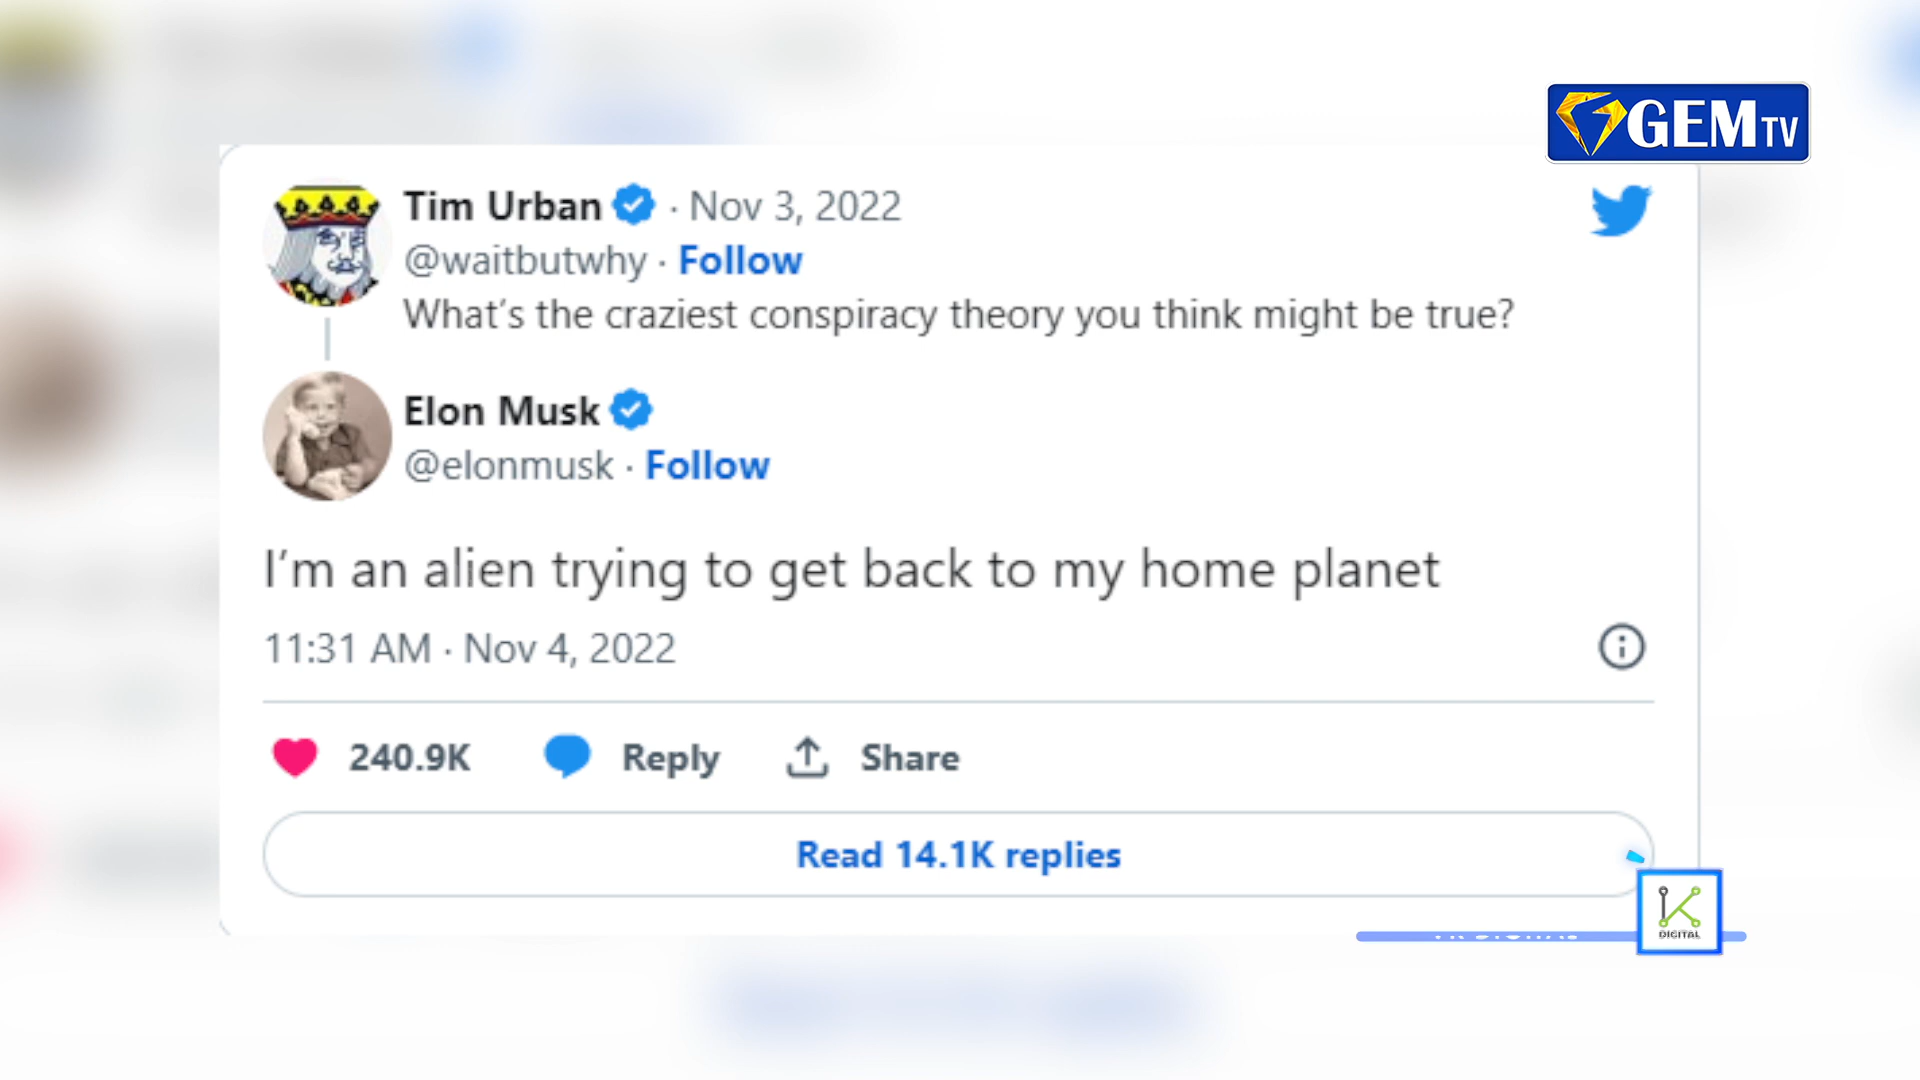 GEM TV
Tim Urban · Nov 3, 2022
@waitbutwhy · Follow
What's the craziest conspiracy theory you think might be true?
Elon Musk
@elonmusk · Follow
I'm an alien trying to get back to my home planet
11:31 AM · Nov 4, 2022
240.9K Reply Share
Read 14.1K replies
DIGITAL